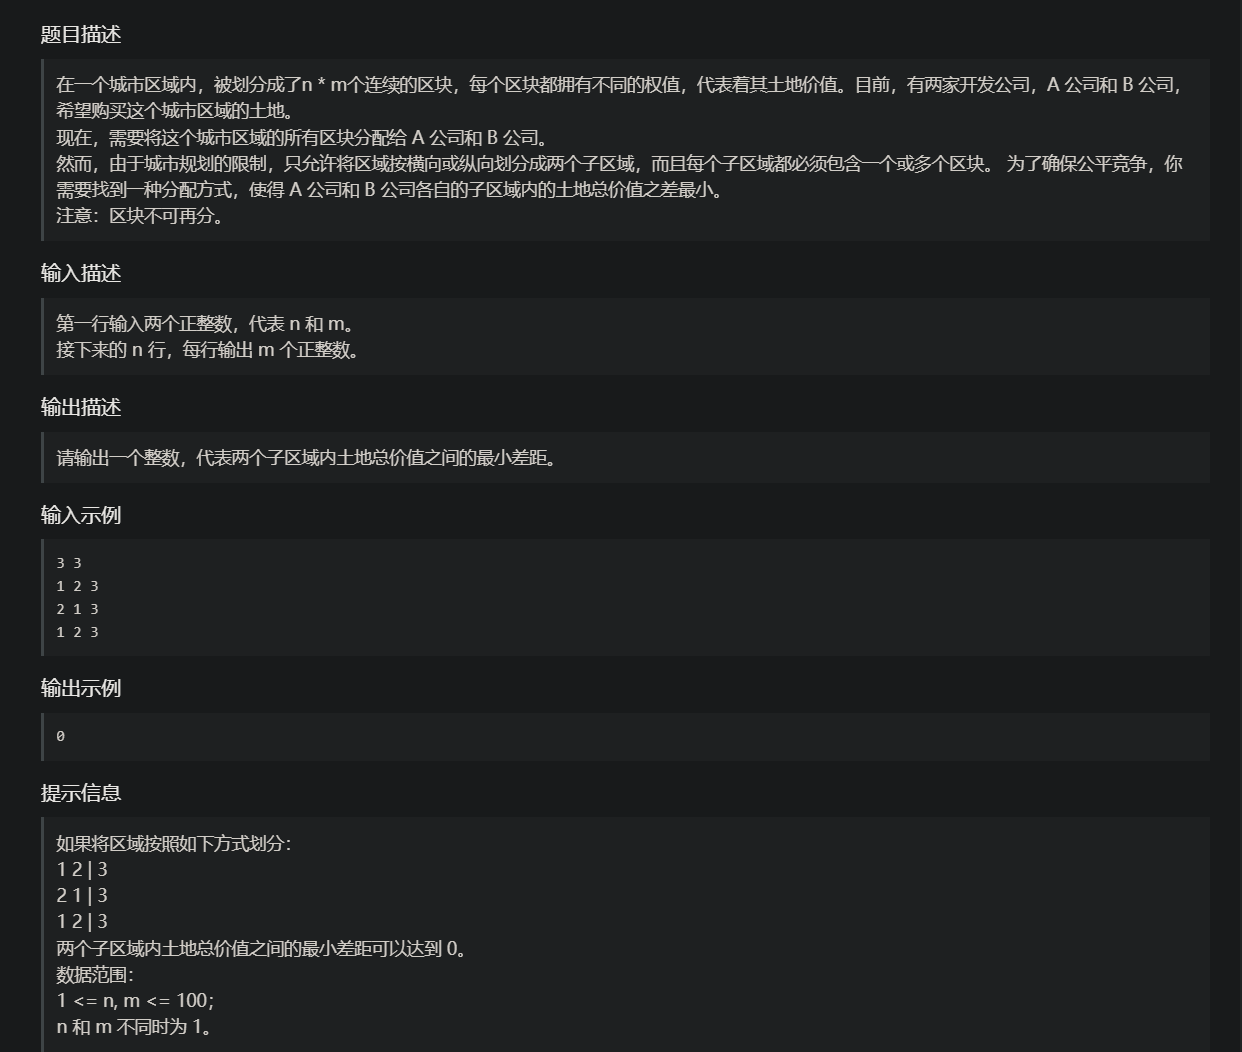 题目描述
在一个城市区域内，被划分成了n * m个连续的区块，每个区块都拥有不同的权值，代表着其土地价值。目前，有两家开发公司，A 公司和 B 公司，
希望购买这个城市区域的土地。
现在，需要将这个城市区域的所有区块分配给 A 公司和 B 公司。
然而，由于城市规划的限制，只允许将区域按横向或纵向划分成两个子区域，而且每个子区域都必须包含一个或多个区块。 为了确保公平竞争，你
需要找到一种分配方式，使得 A 公司和 B 公司各自的子区域内的土地总价值之差最小。
注意：区块不可再分。
输入描述
第一行输入两个正整数，代表 n 和 m。
接下来的 n 行，每行输出 m 个正整数。
输出描述
请输出一个整数，代表两个子区域内土地总价值之间的最小差距。
输入示例
3 3
1 2 3
2 1 3
1 2 3
输出示例
0
提示信息
如果将区域按照如下方式划分：
1 2 | 3
2 1 | 3
1 2 | 3
两个子区域内土地总价值之间的最小差距可以达到 0。
数据范围：
1 <= n, m <= 100；
n 和 m 不同时为 1。